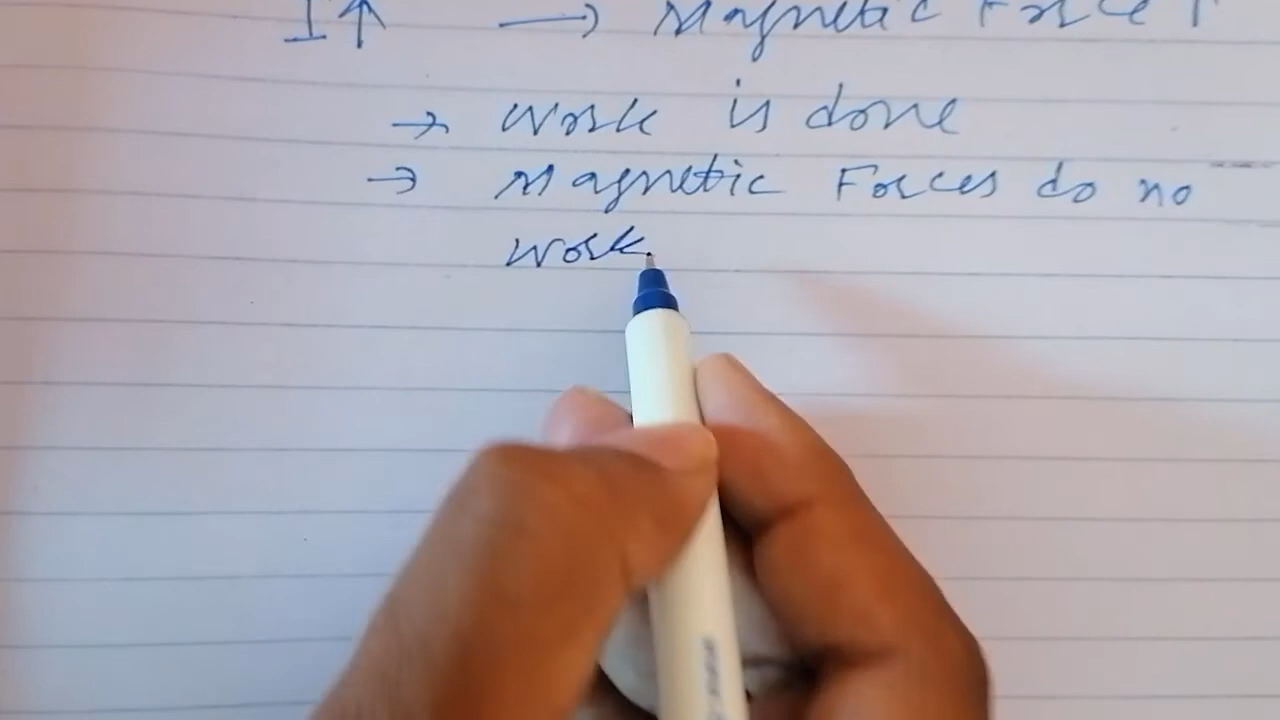 I↑ → Magnetic Force ↑
→ work is done
→ Magnetic Forces do no
work